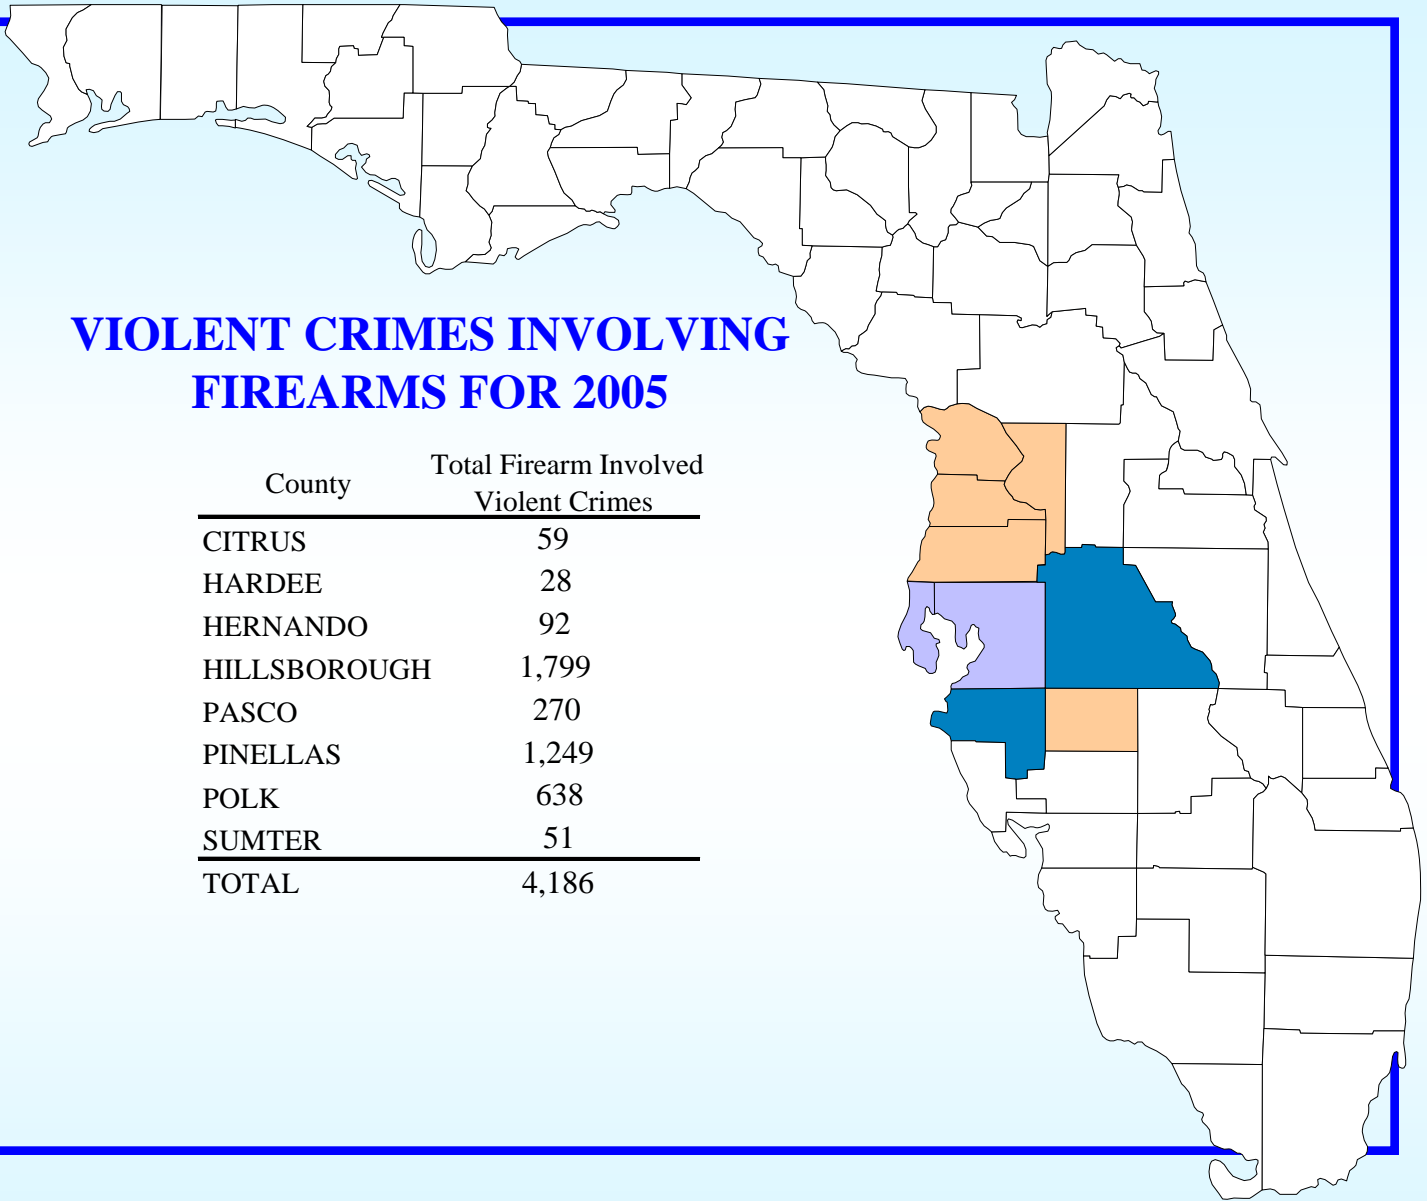 VIOLENT CRIMES INVOLVING
FIREARMS FOR 2005
County Total Firearm Involved
Violent Crimes
CITRUS 59
HARDEE 28
HERNANDO 92
HILLSBOROUGH 1,799
PASCO 270
PINELLAS 1,249
POLK 638
SUMTER 51
TOTAL 4,186